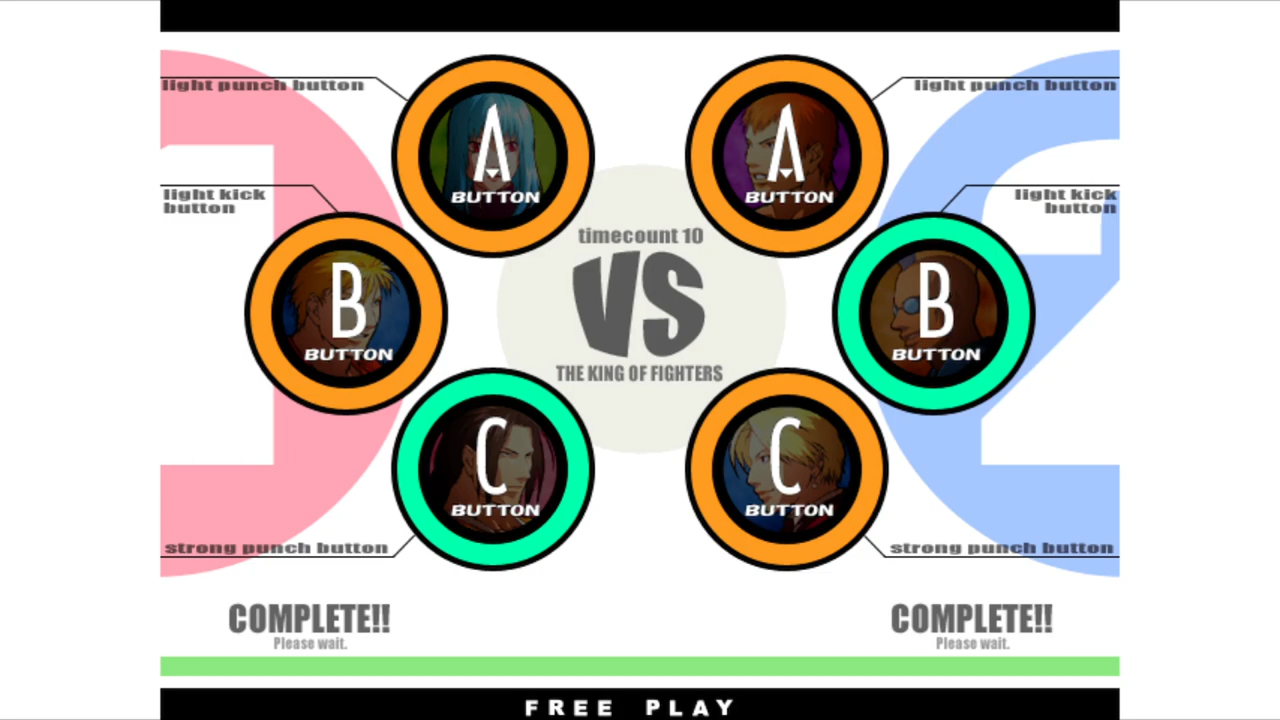 light punch button
A
BUTTON
A
BUTTON
light punch button
light kick
button
B
BUTTON
timecount 10
VS
THE KING OF FIGHTERS
light kick
button
B
BUTTON
C
BUTTON
C
BUTTON
strong punch button
strong punch button
COMPLETE!!
Please wait.
COMPLETE!!
Please wait.
FREE PLAY
1
2